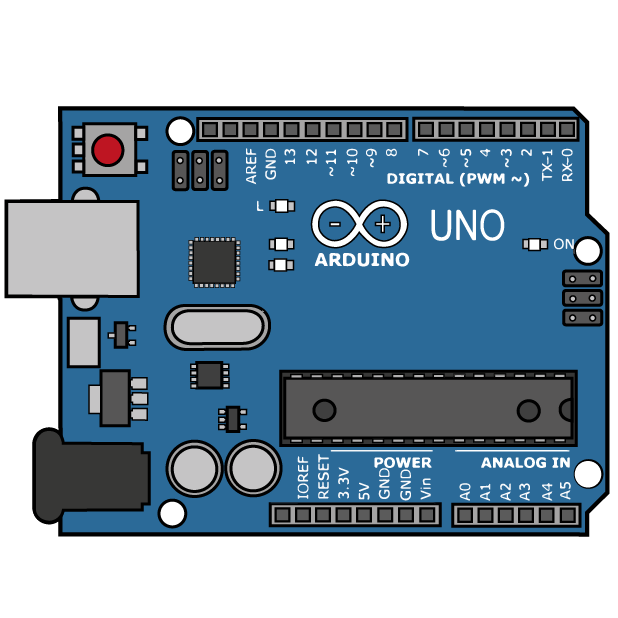 AREF GND 13 12 ~11 ~10 ~9 8 7 ~6 ~5 4 ~3 2 TX-1 RX-0
DIGITAL (PWM ~)
L
- + UNO
ON
ARDUINO
POWER ANALOG IN
IOREF RESET 3.3V 5V GND GND Vin A0 A1 A2 A3 A4 A5